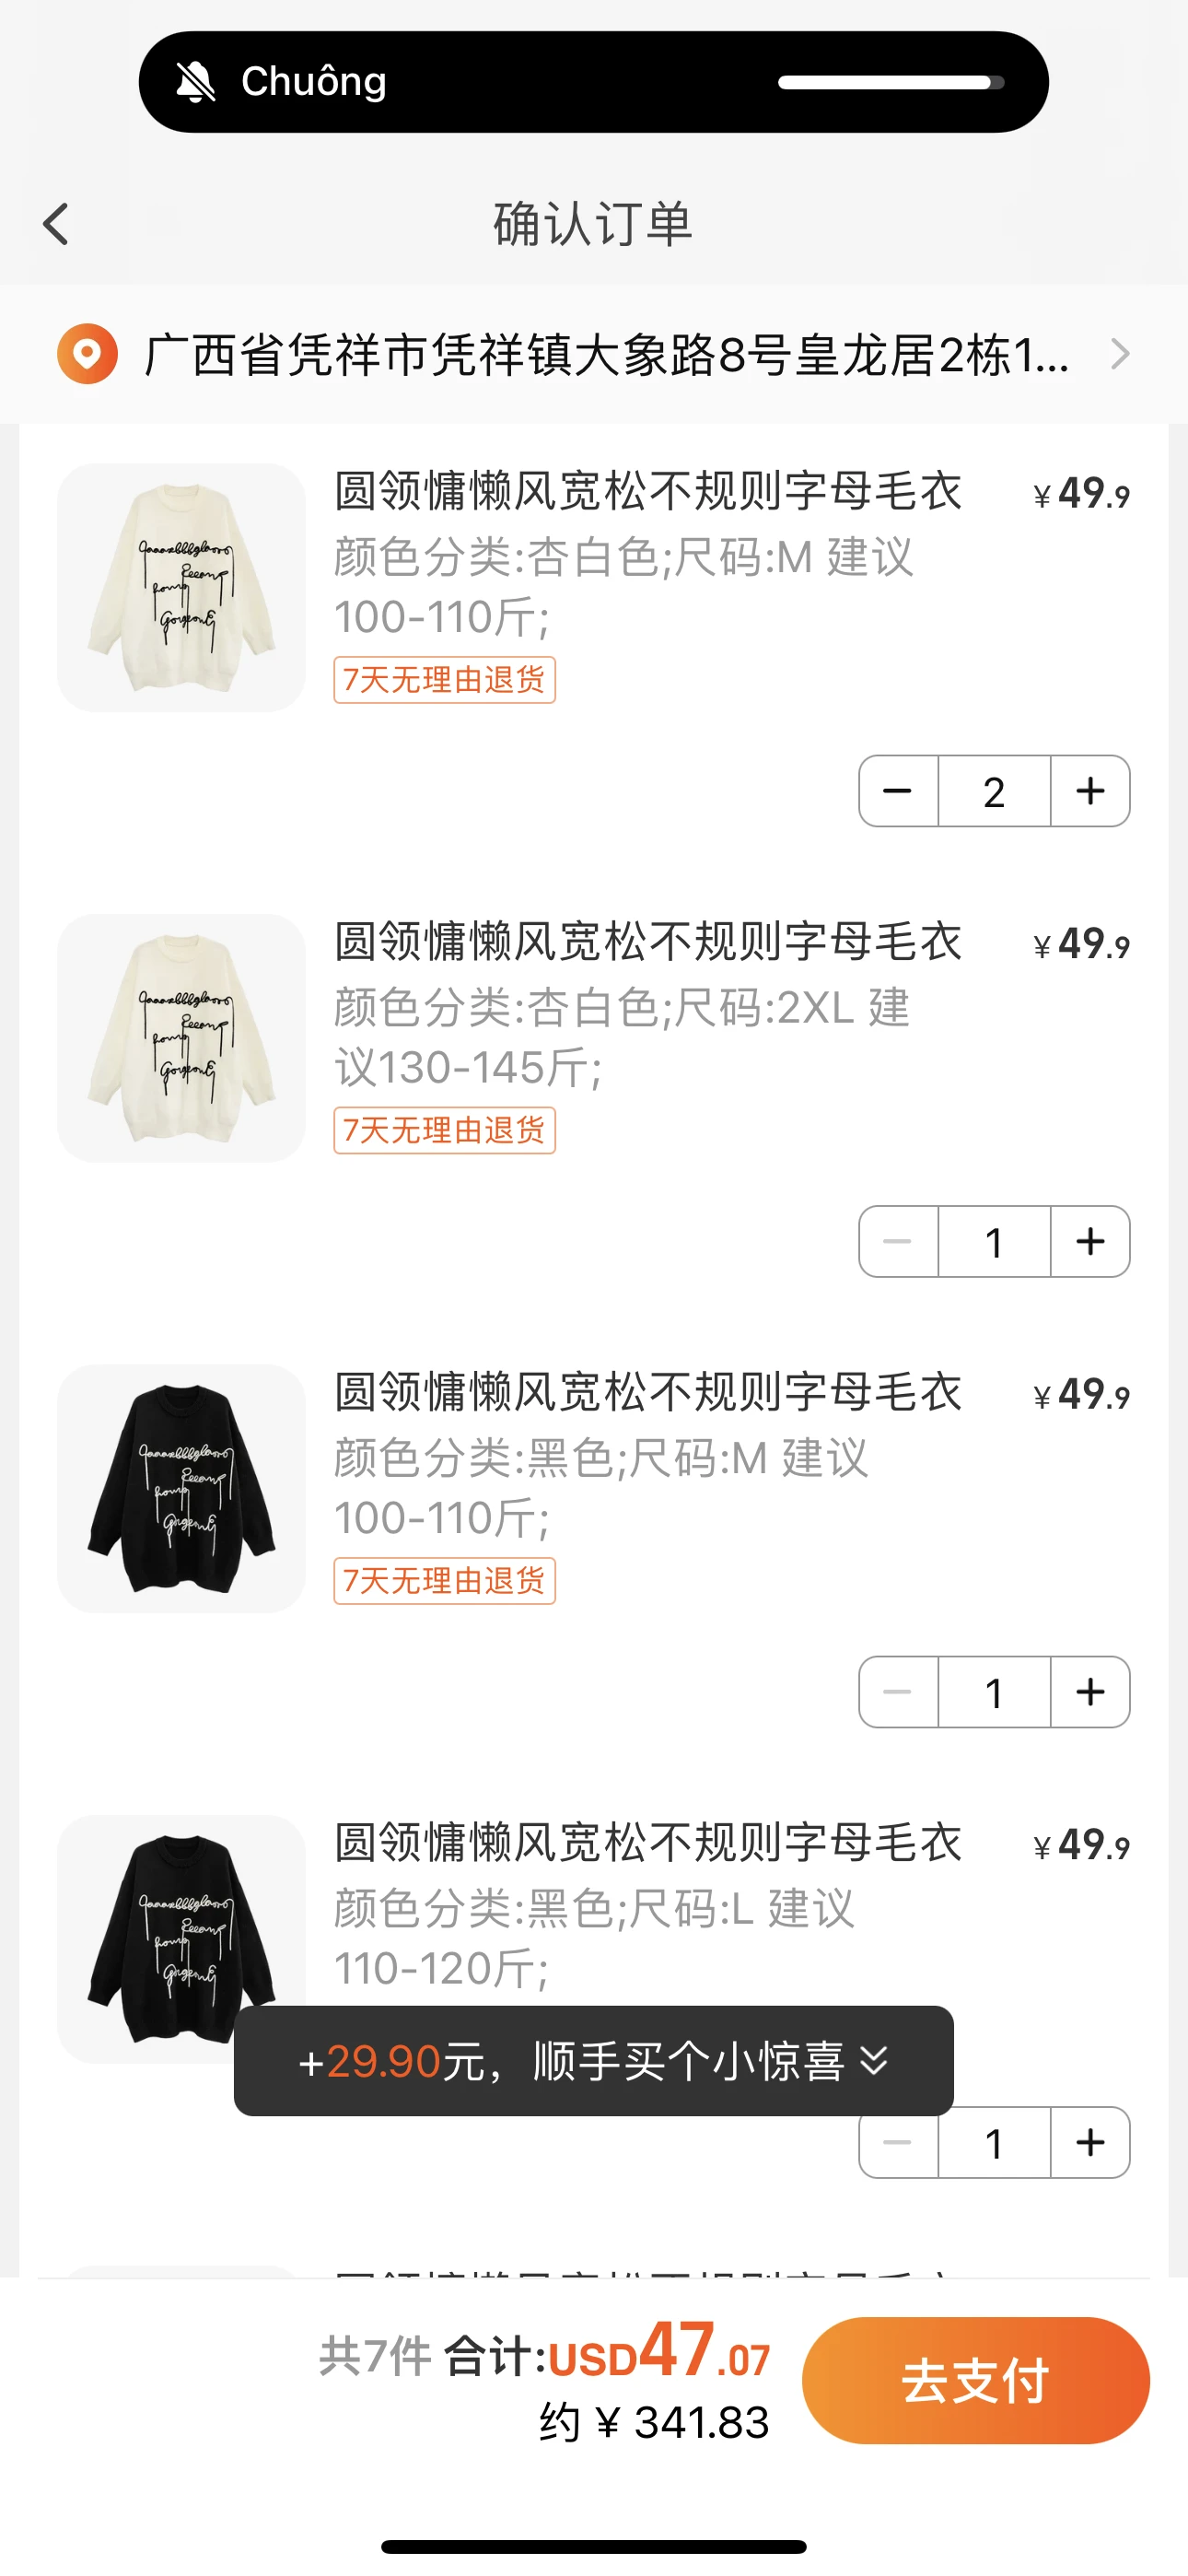 Chuông
确认订单
广西省凭祥市凭祥镇大象路8号皇龙居2栋1...
圆领慵懒风宽松不规则字母毛衣 ¥49.9
颜色分类:杏白色;尺码:M 建议
100-110斤;
7天无理由退货
2
圆领慵懒风宽松不规则字母毛衣 ¥49.9
颜色分类:杏白色;尺码:2XL 建
议130-145斤;
7天无理由退货
1
圆领慵懒风宽松不规则字母毛衣 ¥49.9
颜色分类:黑色;尺码:M 建议
100-110斤;
7天无理由退货
1
圆领慵懒风宽松不规则字母毛衣 ¥49.9
颜色分类:黑色;尺码:L 建议
110-120斤;
+29.90元，顺手买个小惊喜
1
共7件 合计:USD47.07
约 ¥ 341.83
去支付